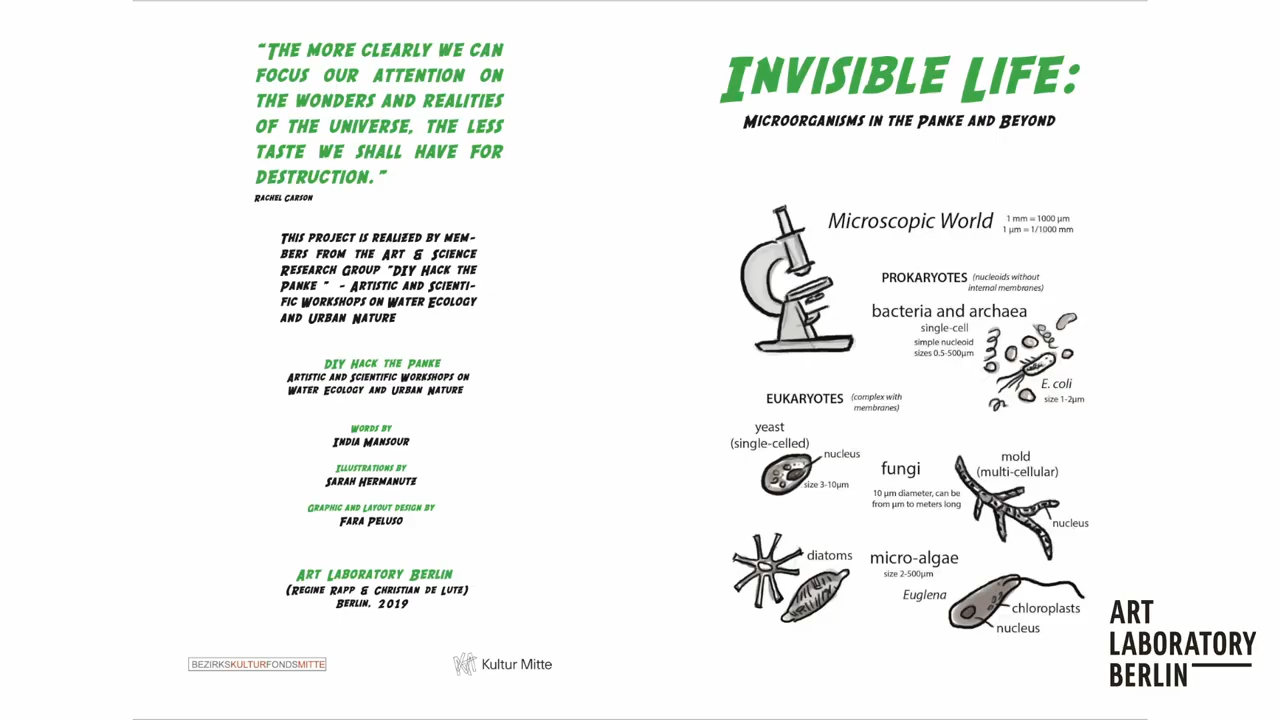 “THE MORE CLEARLY WE CAN
FOCUS OUR ATTENTION ON
THE WONDERS AND REALITIES
OF THE UNIVERSE, THE LESS
TASTE WE SHALL HAVE FOR
DESTRUCTION.”
RACHEL CARSON
THIS PROJECT IS REALIZED BY MEM-
BERS FROM THE ART & SCIENCE
RESEARCH GROUP "DIY HACK THE
PANKE " - ARTISTIC AND SCIENTI-
FIC WORKSHOPS ON WATER ECOLOGY
AND URBAN NATURE
DIY HACK THE PANKE
ARTISTIC AND SCIENTIFIC WORKSHOPS ON
WATER ECOLOGY AND URBAN NATURE
WORDS BY
INDIA MANSOUR
ILLUSTRATIONS BY
SARAH HERMANUTZ
GRAPHIC AND LAYOUT DESIGN BY
FARA PELUSO
ART LABORATORY BERLIN
(REGINE RAPP & CHRISTIAN DE LUTZ)
BERLIN, 2019
BEZIRKSKULTURFONDSMITTE
Kultur Mitte
INVISIBLE LIFE:
MICROORGANISMS IN THE PANKE AND BEYOND
Microscopic World
1 mm = 1000 µm
1 µm = 1/1000 mm
PROKARYOTES (nucleoids without
internal membranes)
bacteria and archaea
single-cell
simple nucleoid
sizes 0.5-500µm
E. coli
size 1-2µm
EUKARYOTES (complex with
membranes)
yeast
(single-celled)
nucleus
size 3-10µm
fungi
10 µm diameter, can be
from µm to meters long
mold
(multi-cellular)
nucleus
diatoms
micro-algae
size 2-500µm
Euglena
chloroplasts
nucleus
ART
LABORATORY
BERLIN